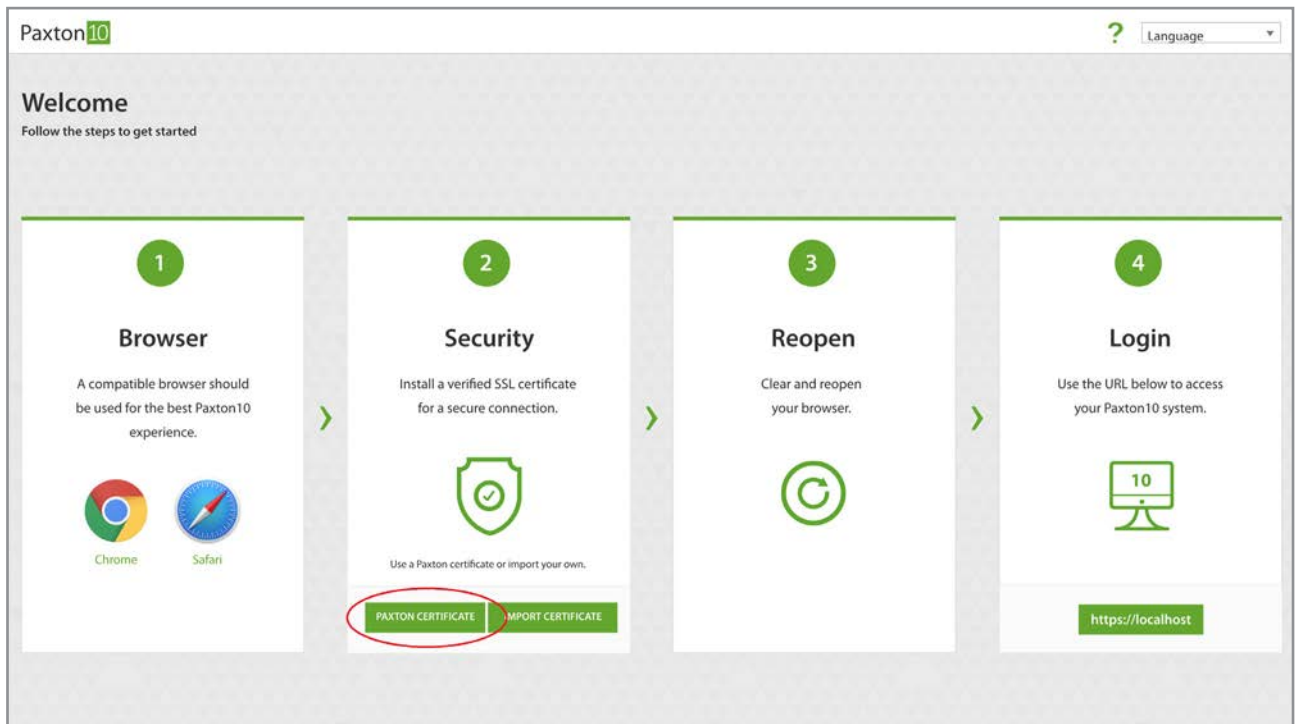 Paxton10
? Language
Welcome
Follow the steps to get started
1
Browser
A compatible browser should
be used for the best Paxton10
experience.
Chrome
Safari
2
Security
Install a verified SSL certificate
for a secure connection.
Use a Paxton certificate or import your own.
PAXTON CERTIFICATE
IMPORT CERTIFICATE
3
Reopen
Clear and reopen
your browser.
4
Login
Use the URL below to access
your Paxton10 system.
10
https://localhost